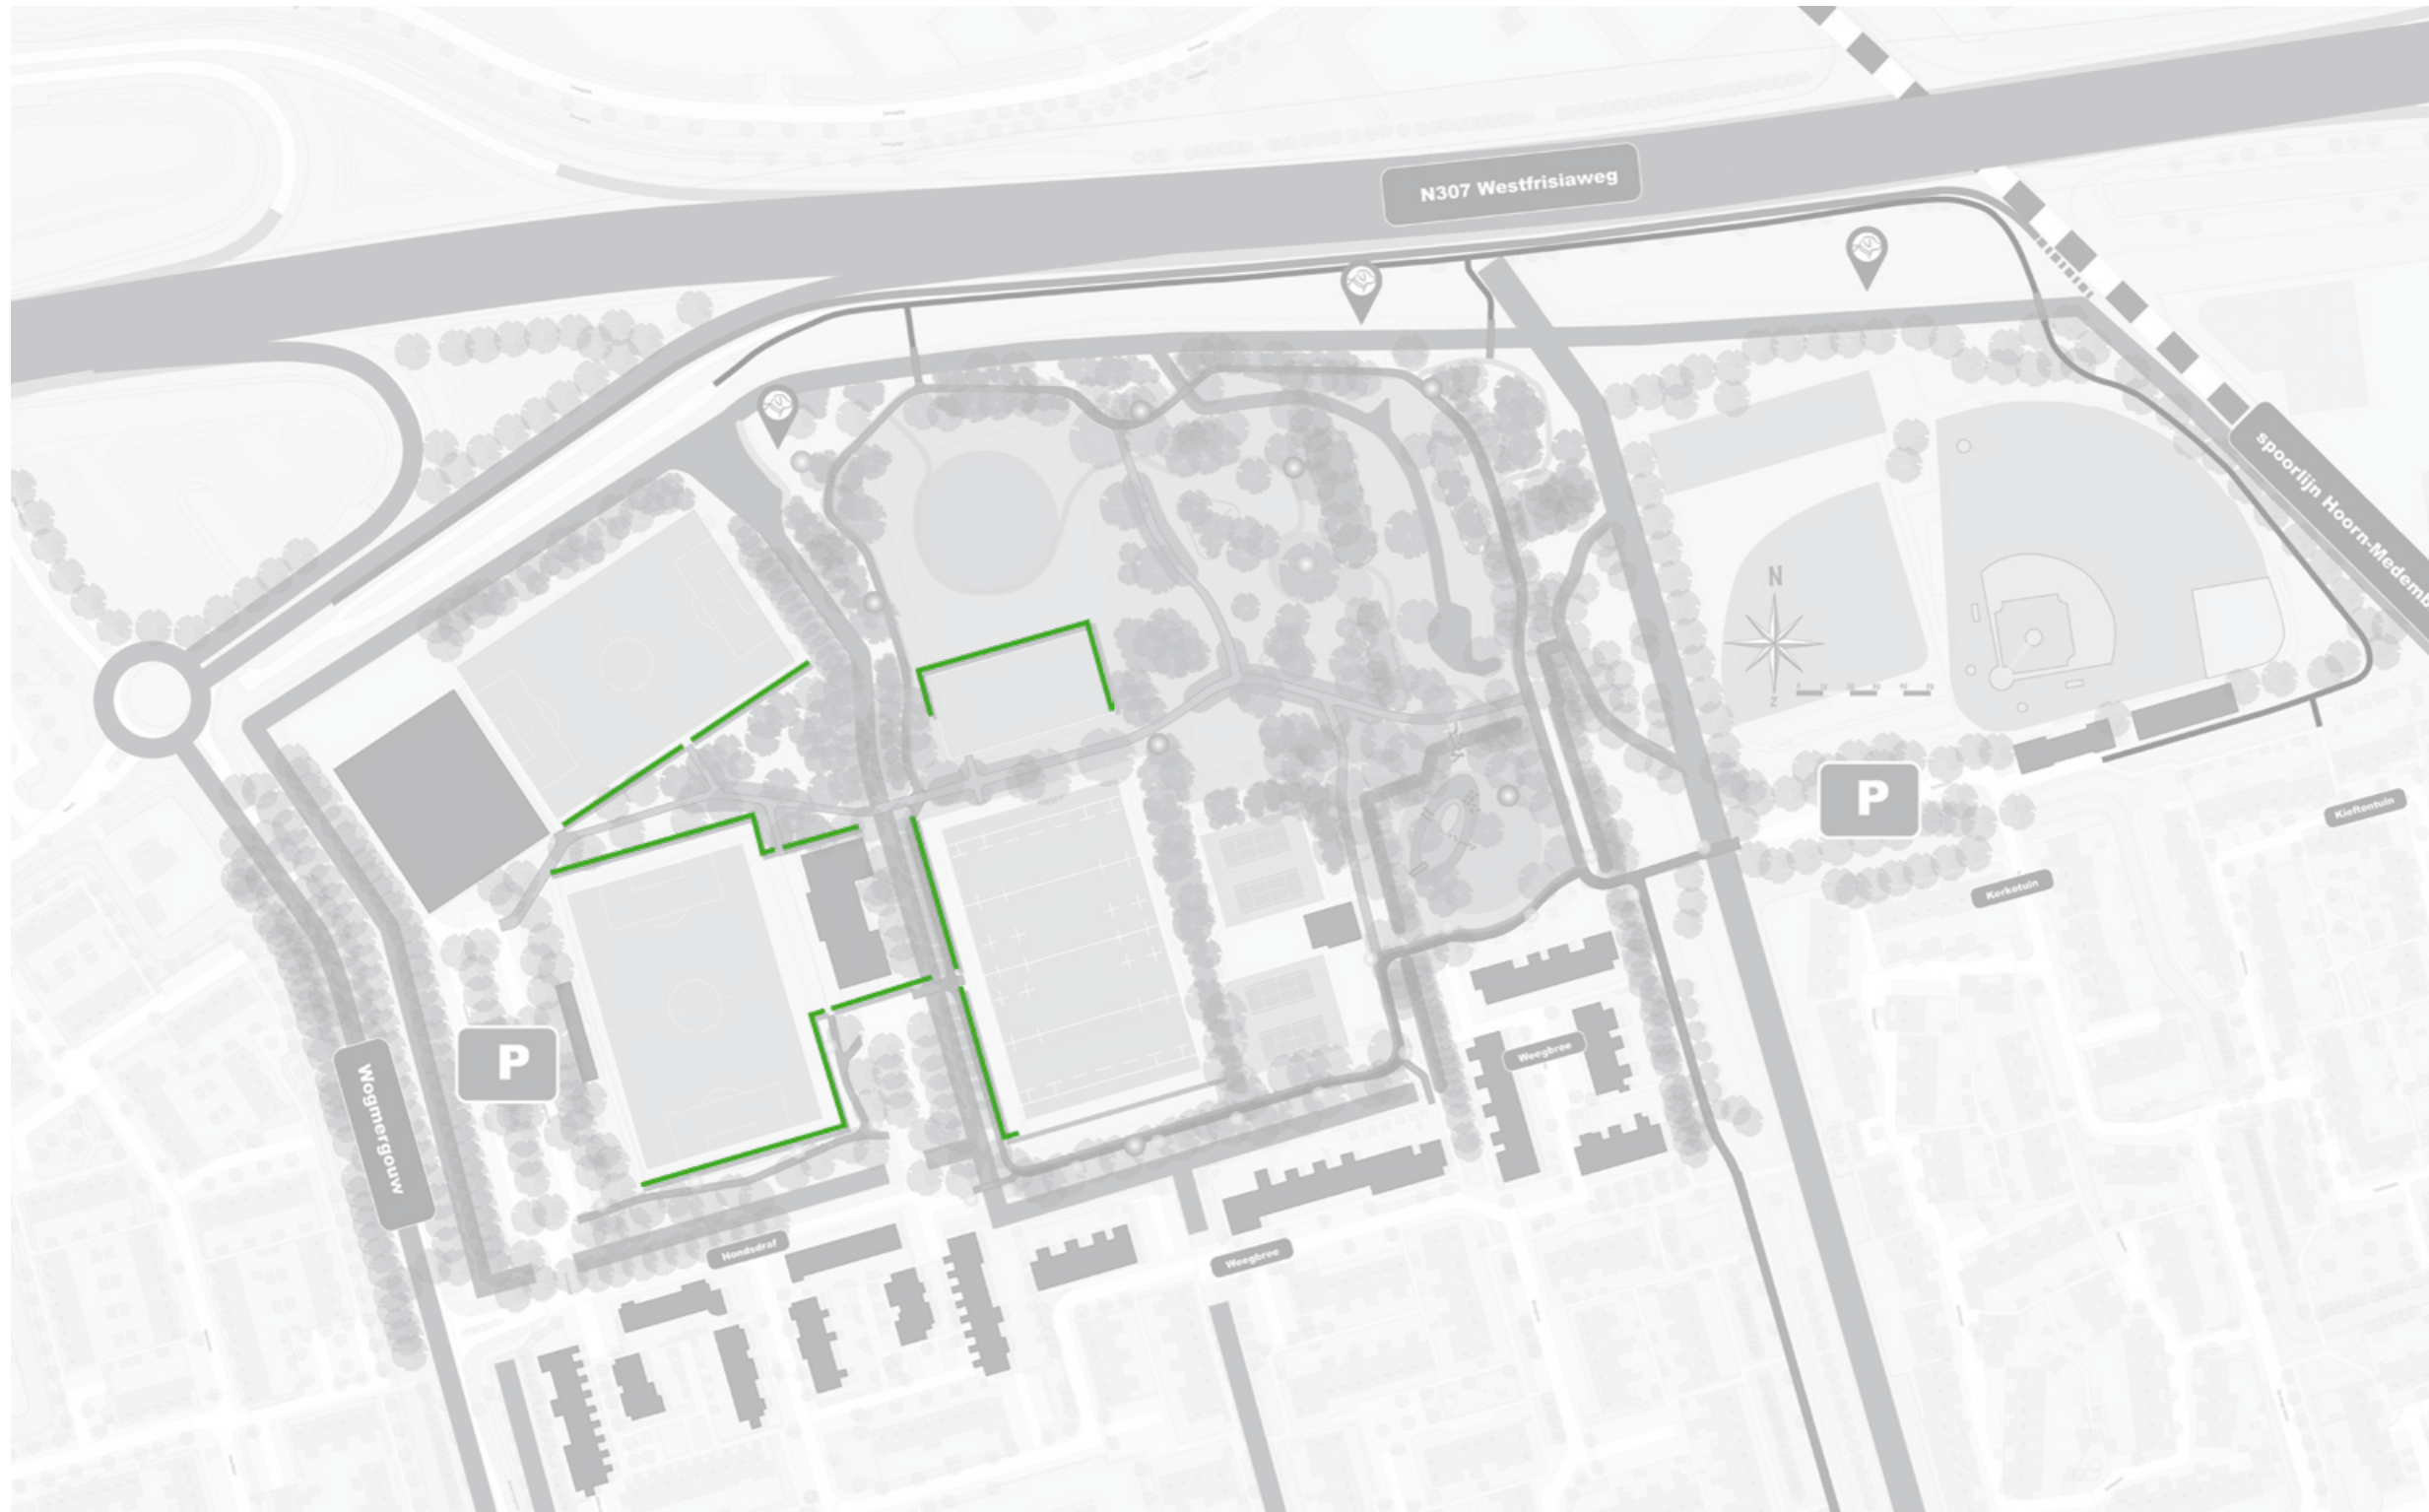 N307 Westfrisiaweg
spoorlijn Hoorn-Medemb
N
Z
P
Kieftentuin
Kerketuin
P
Weegbree
Wogmergouw
Hondsdraf
Weegbree